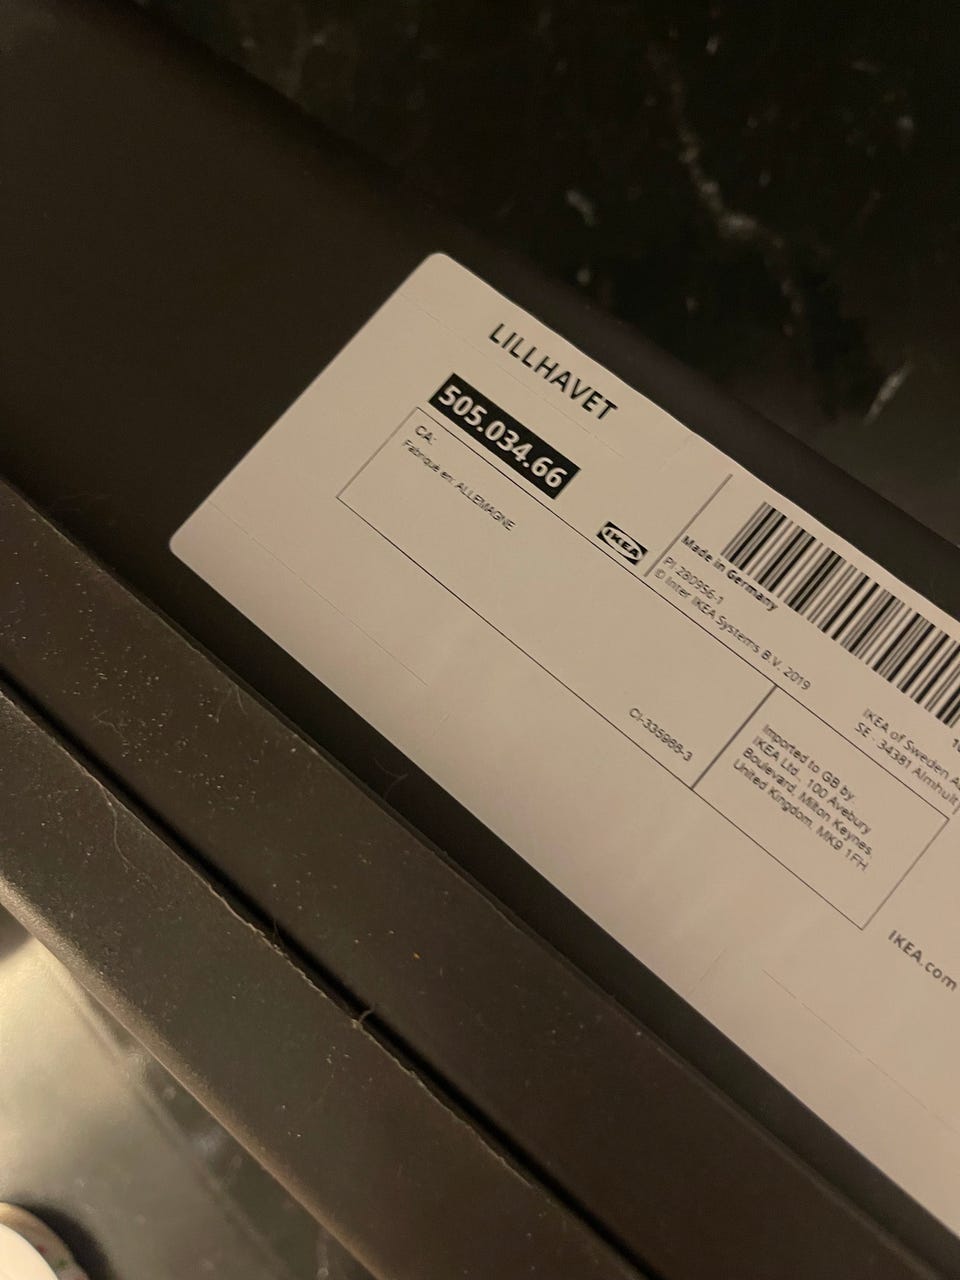 LILLHAVET
505.034.66
CA:
Fabriqué en: ALLEMAGNE
IKEA
Made in Germany
PI 280956-1
© Inter IKEA Systems B.V. 2019
CI-335968-3
IKEA of Sweden
SE - 34381 Älmhult
Imported to GB by
IKEA Ltd., 100 Avebury
Boulevard, Milton Keynes,
United Kingdom, MK9 1FH
IKEA.com